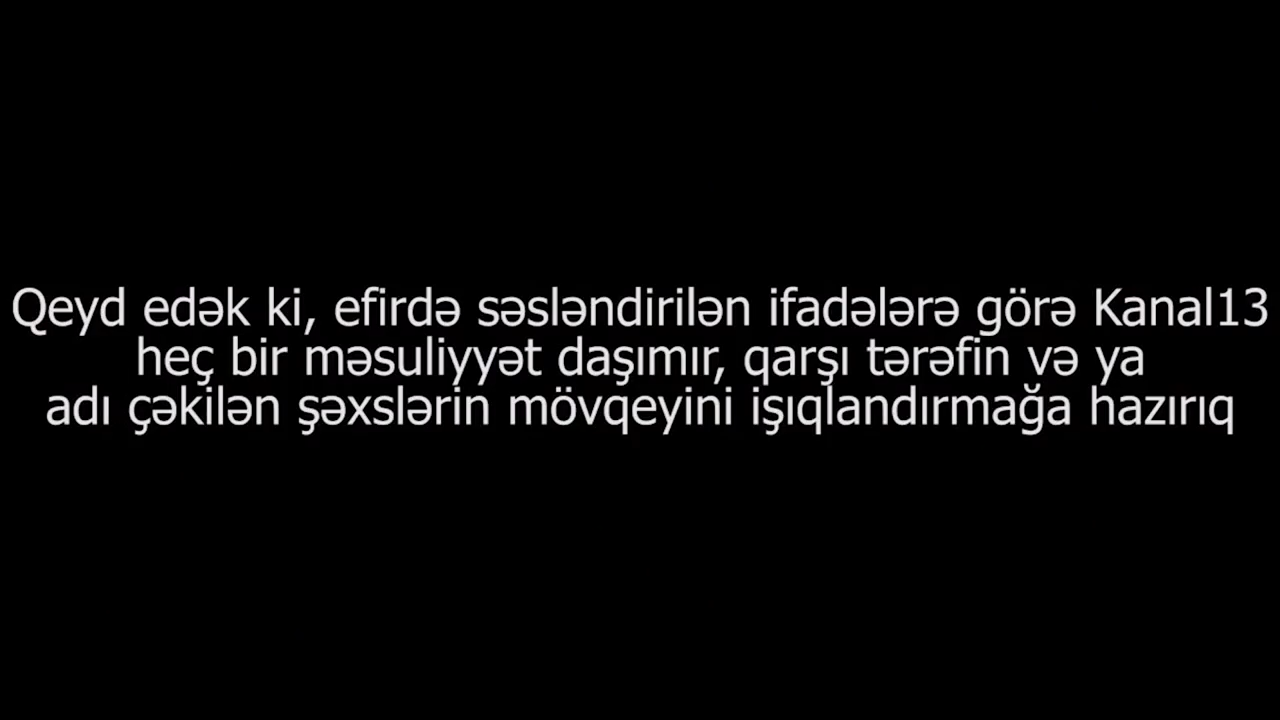 Qeyd edək ki, efirdə səsləndirilən ifadələrə görə Kanal13
heç bir məsuliyyət daşımır, qarşı tərəfin və ya
adı çəkilən şəxslərin mövqeyini işıqlandırmağa hazırıq